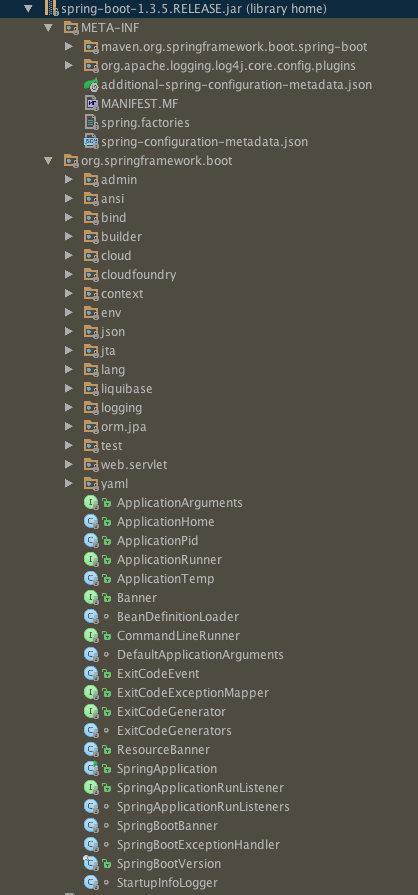 spring-boot-1.3.5.RELEASE.jar (library home)
META-INF
maven.org.springframework.boot.spring-boot
org.apache.logging.log4j.core.config.plugins
additional-spring-configuration-metadata.json
MANIFEST.MF
spring.factories
spring-configuration-metadata.json
org.springframework.boot
admin
ansi
bind
builder
cloud
cloudfoundry
context
env
json
jta
lang
liquibase
logging
orm.jpa
test
web.servlet
yaml
ApplicationArguments
ApplicationHome
ApplicationPid
ApplicationRunner
ApplicationTemp
Banner
BeanDefinitionLoader
CommandLineRunner
DefaultApplicationArguments
ExitCodeEvent
ExitCodeExceptionMapper
ExitCodeGenerator
ExitCodeGenerators
ResourceBanner
SpringApplication
SpringApplicationRunListener
SpringApplicationRunListeners
SpringBootBanner
SpringBootExceptionHandler
SpringBootVersion
StartupInfoLogger